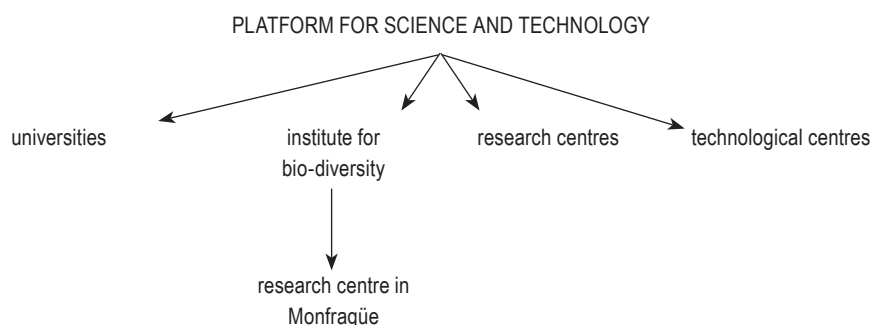 PLATFORM FOR SCIENCE AND TECHNOLOGY
universities
institute for
bio-diversity
research centres
technological centres
research centre in
Monfragüe